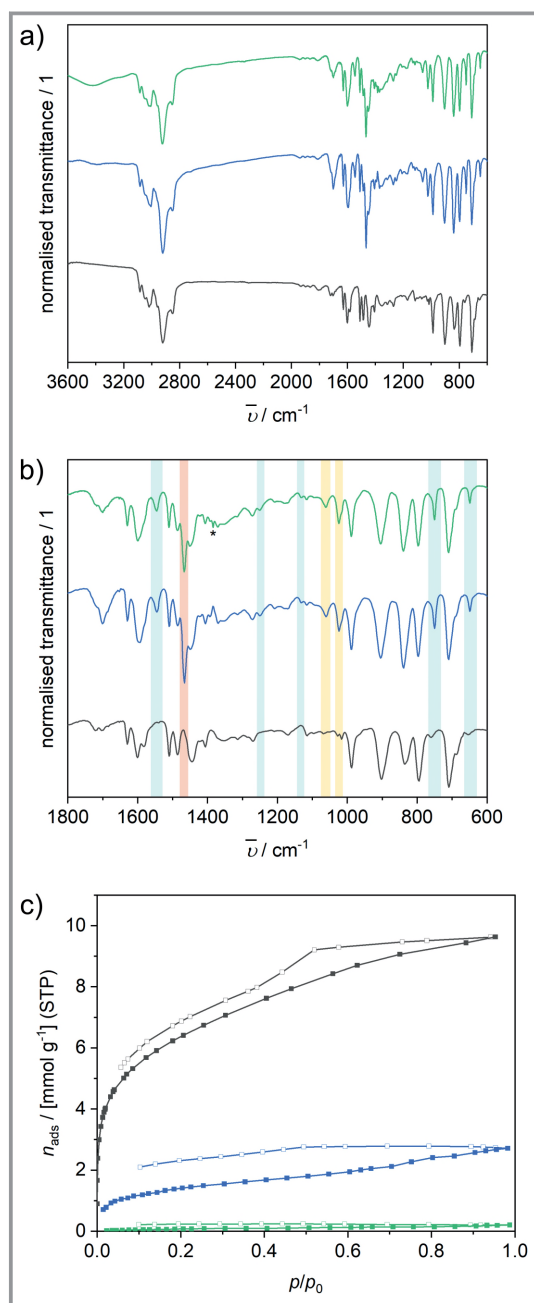 a)
normalised transmittance / 1
3600 3200 2800 2400 2000 1600 1200 800
ῡ / cm⁻¹
b)
normalised transmittance / 1
*
1800 1600 1400 1200 1000 800 600
ῡ / cm⁻¹
c)
n_ads / [mmol g⁻¹] (STP)
10
8
6
4
2
0
0.0 0.2 0.4 0.6 0.8 1.0
p/p₀